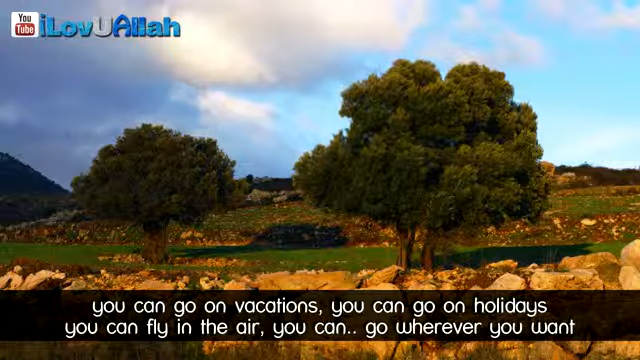 You Tube iLovUAllah
you can go on vacations, you can go on holidays
you can fly in the air, you can.. go wherever you want